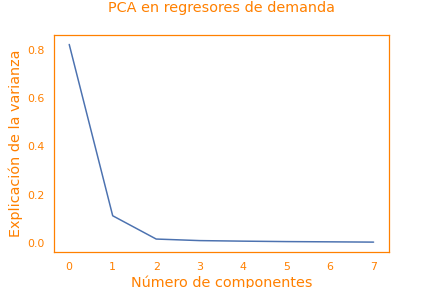 PCA en regresores de demanda
Explicación de la varianza
0.8
0.6
0.4
0.2
0.0
0 1 2 3 4 5 6 7
Número de componentes